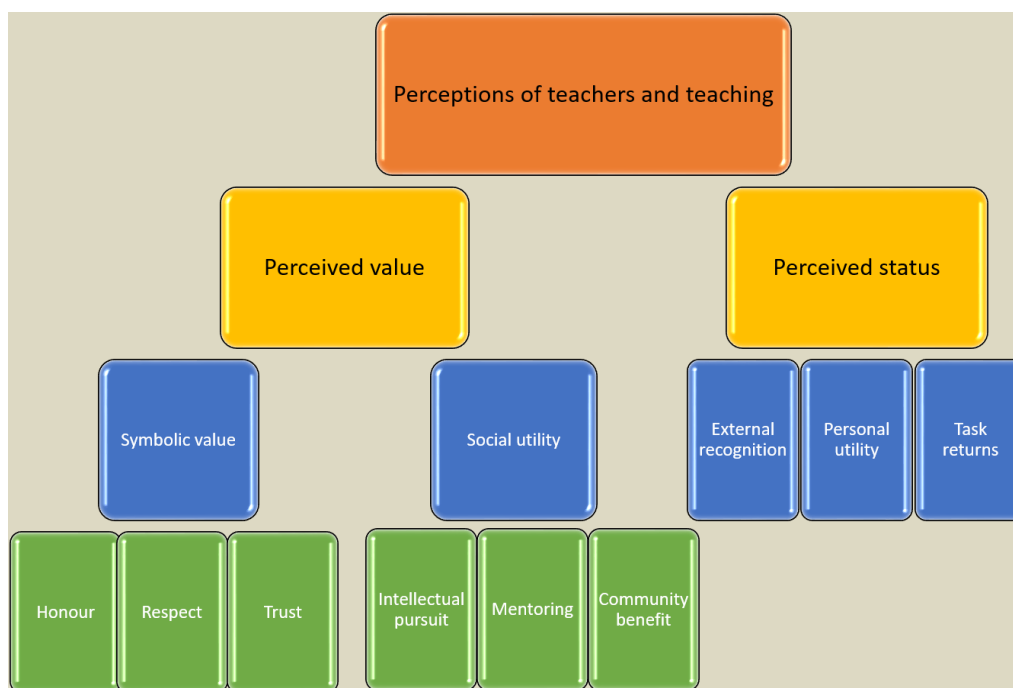 Perceptions of teachers and teaching
Perceived value
Perceived status
Symbolic value
Social utility
External
recognition
Personal
utility
Task
returns
Honour
Respect
Trust
Intellectual
pursuit
Mentoring
Community
benefit